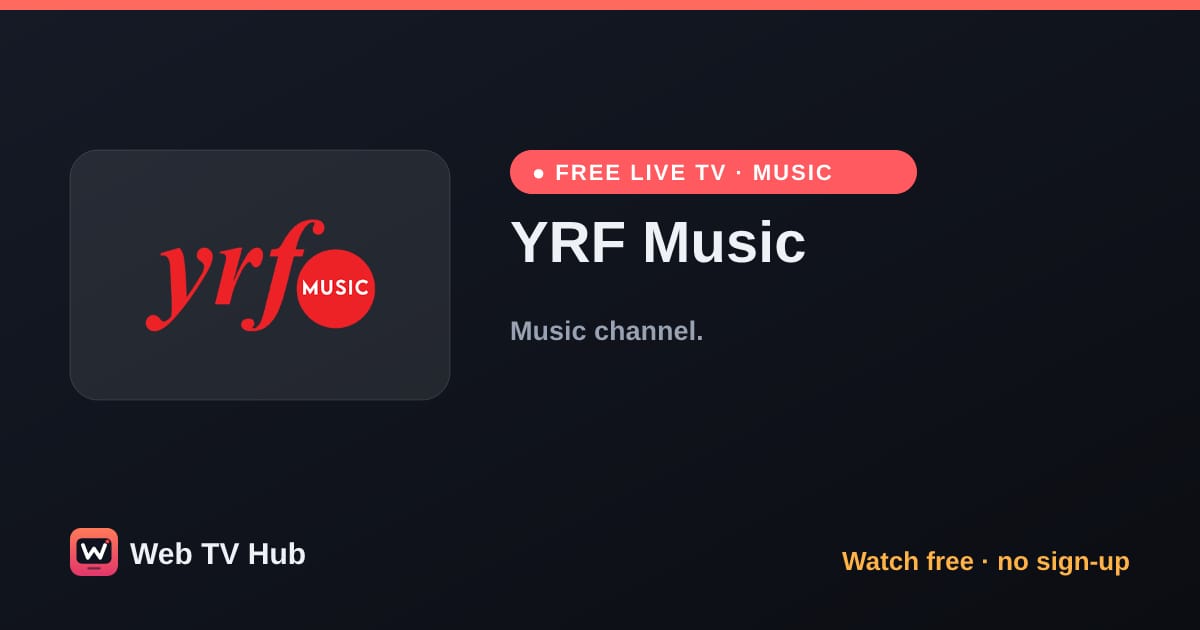 yrf MUSIC
• FREE LIVE TV · MUSIC
YRF Music
Music channel.
W
Web TV Hub
Watch free · no sign-up